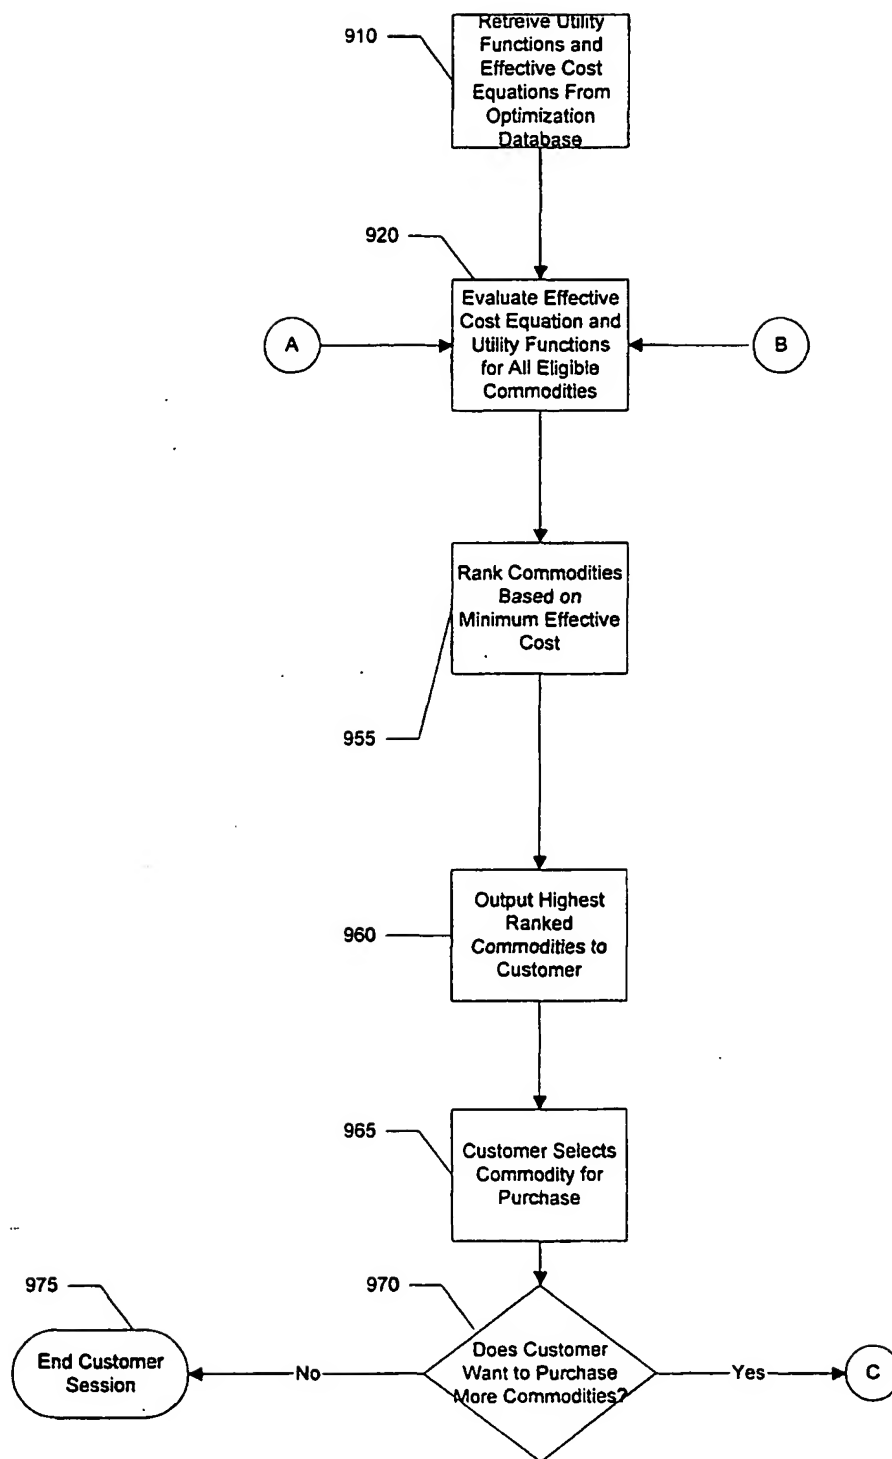 910
Retreive Utility
Functions and
Effective Cost
Equations From
Optimization
Database
920
Evaluate Effective
Cost Equation and
Utility Functions
for All Eligible
Commodities
A
B
Rank Commodities
Based on
Minimum Effective
Cost
955
Output Highest
Ranked
Commodities to
Customer
960
965
Customer Selects
Commodity for
Purchase
975
970
End Customer
Session
No
Does Customer
Want to Purchase
More Commodities?
Yes
C